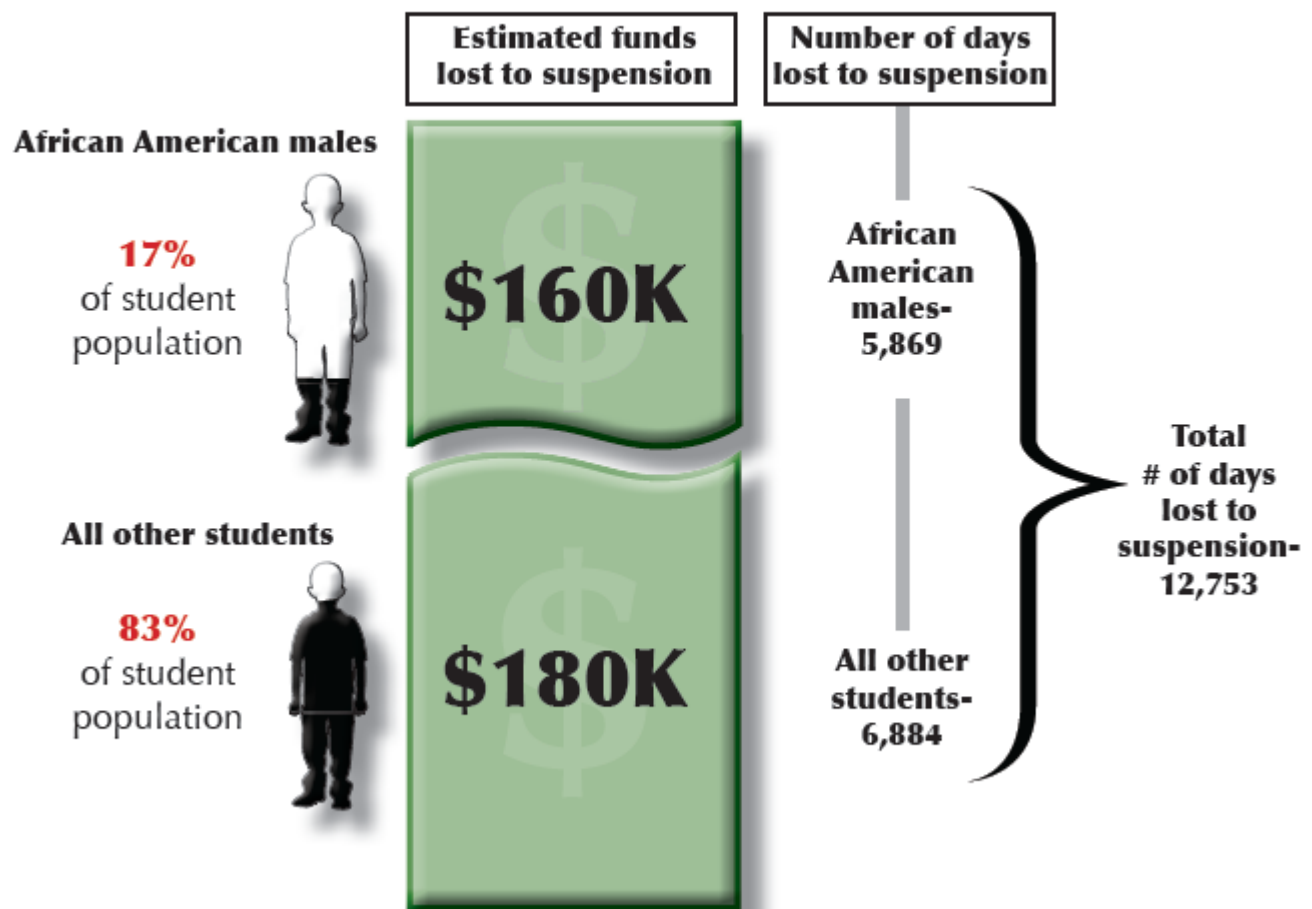 Estimated funds
lost to suspension
Number of days
lost to suspension
African American males
17%
of student
population
$
$160K
African
American
males-
5,869
All other students
83%
of student
population
$
$180K
All other
students-
6,884
Total
# of days
lost to
suspension-
12,753